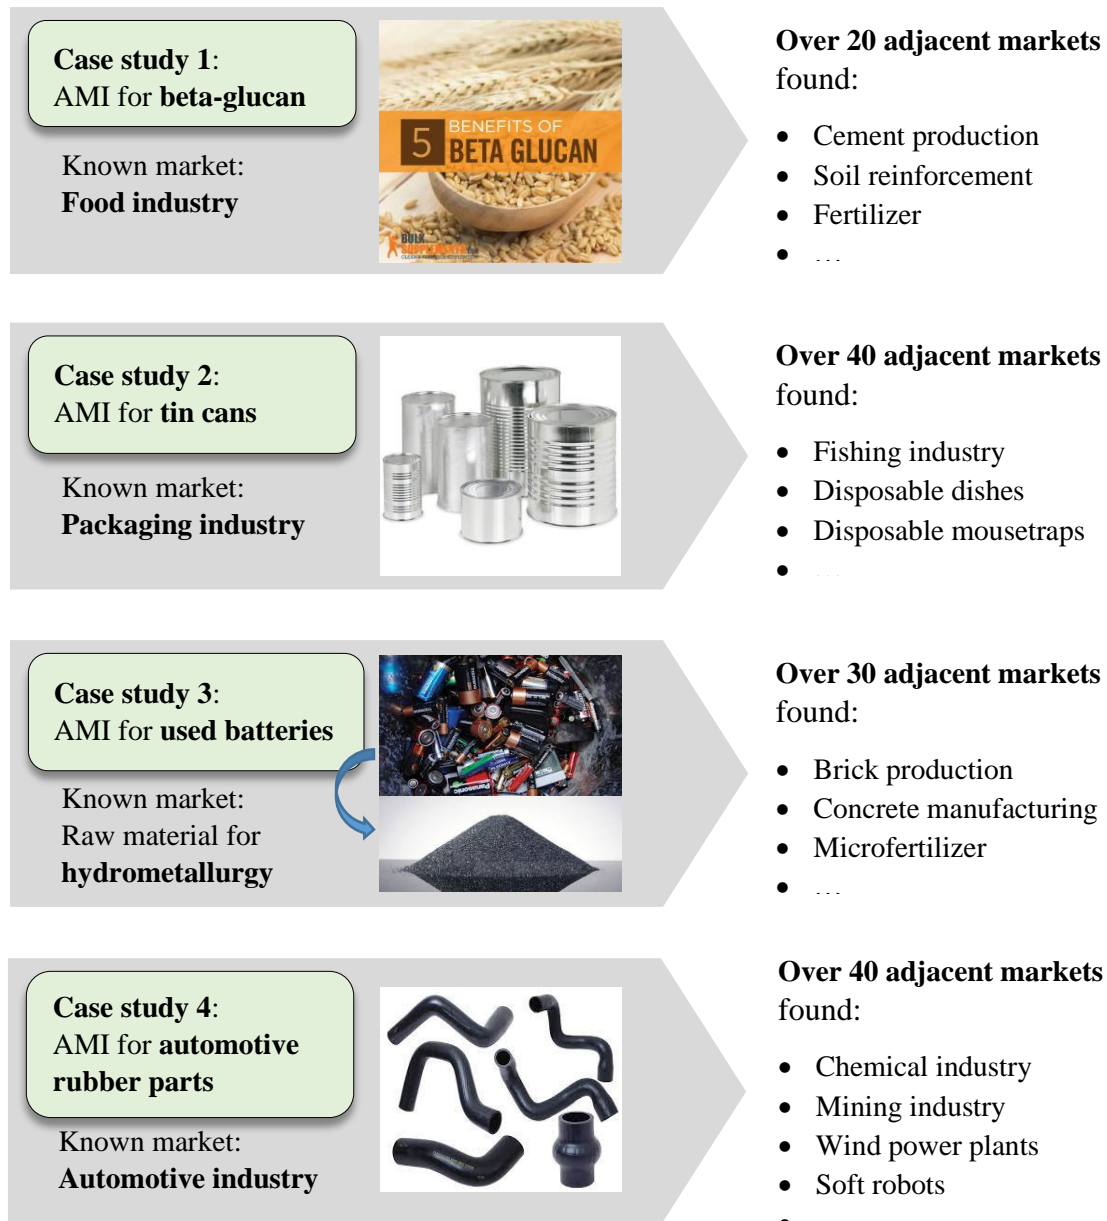 Case study 1:
AMI for beta-glucan
Known market:
Food industry
5
BENEFITS OF
BETA GLUCAN
BULK
SUPPLEMENTS
Over 20 adjacent markets
found:
• Cement production
• Soil reinforcement
• Fertilizer
• …
Case study 2:
AMI for tin cans
Known market:
Packaging industry
Over 40 adjacent markets
found:
• Fishing industry
• Disposable dishes
• Disposable mousetraps
• …
Case study 3:
AMI for used batteries
Known market:
Raw material for
hydrometallurgy
Panasonic
Over 30 adjacent markets
found:
• Brick production
• Concrete manufacturing
• Microfertilizer
• …
Case study 4:
AMI for automotive
rubber parts
Known market:
Automotive industry
Over 40 adjacent markets
found:
• Chemical industry
• Mining industry
• Wind power plants
• Soft robots
•